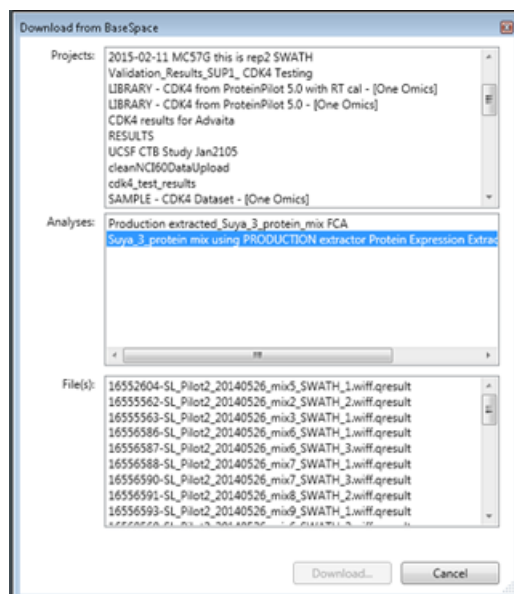 Download from BaseSpace
Projects:
2015-02-11 MC57G this is rep2 SWATH
Validation_Results_SUP1_ CDK4 Testing
LIBRARY - CDK4 from ProteinPilot 5.0 with RT cal - [One Omics]
LIBRARY - CDK4 from ProteinPilot 5.0 - [One Omics]
CDK4 results for Advaita
RESULTS
UCSF CTB Study Jan2105
cleanNCI60DataUpload
cdk4_test_results
SAMPLE - CDK4 Dataset - [One Omics]
Analyses:
Production extracted_Suya_3_protein_mix FCA
Suya_3_protein mix using PRODUCTION extractor Protein Expression Extrac
File(s):
16552604-SL_Pilot2_20140526_mix5_SWATH_1.wiff.qresult
16555562-SL_Pilot2_20140526_mix2_SWATH_2.wiff.qresult
16555563-SL_Pilot2_20140526_mix3_SWATH_1.wiff.qresult
16556586-SL_Pilot2_20140526_mix6_SWATH_1.wiff.qresult
16556587-SL_Pilot2_20140526_mix6_SWATH_3.wiff.qresult
16556588-SL_Pilot2_20140526_mix7_SWATH_1.wiff.qresult
16556590-SL_Pilot2_20140526_mix7_SWATH_3.wiff.qresult
16556591-SL_Pilot2_20140526_mix8_SWATH_2.wiff.qresult
16556593-SL_Pilot2_20140526_mix9_SWATH_1.wiff.qresult
Download...
Cancel